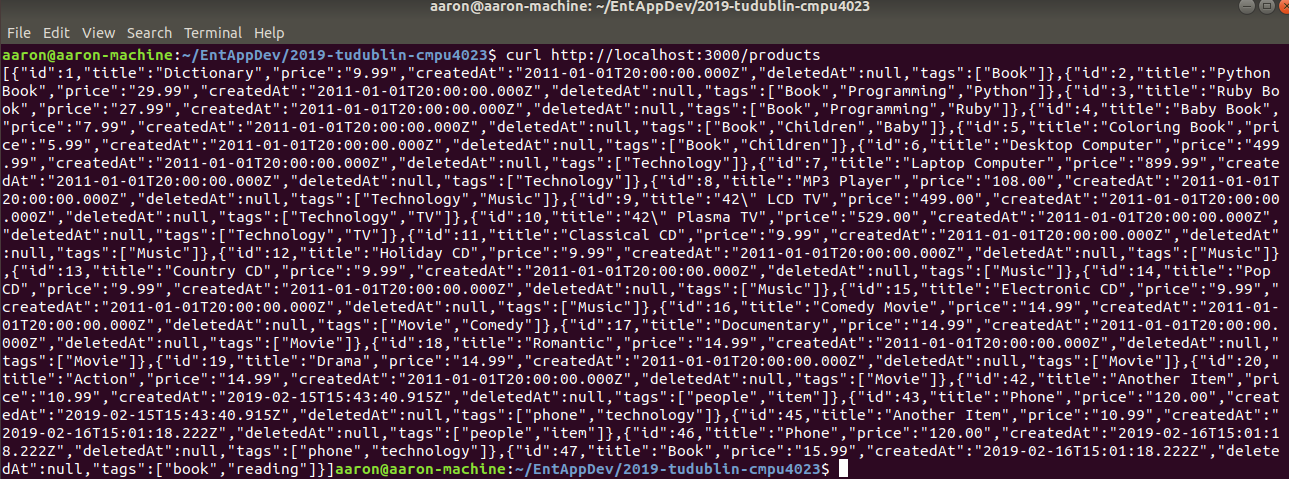 aaron@aaron-machine: ~/EntAppDev/2019-tudublin-cmpu4023
File Edit View Search Terminal Help
aaron@aaron-machine:~/EntAppDev/2019-tudublin-cmpu4023$ curl http://localhost:3000/products
[{"id":1,"title":"Dictionary","price":"9.99","createdAt":"2011-01-01T20:00:00.000Z","deletedAt":null,"tags":["Book"]},{"id":2,"title":"Python
Book","price":"29.99","createdAt":"2011-01-01T20:00:00.000Z","deletedAt":null,"tags":["Book","Programming","Python"]},{"id":3,"title":"Ruby Bo
ok","price":"27.99","createdAt":"2011-01-01T20:00:00.000Z","deletedAt":null,"tags":["Book","Programming","Ruby"]},{"id":4,"title":"Baby Book",
"price":"7.99","createdAt":"2011-01-01T20:00:00.000Z","deletedAt":null,"tags":["Book","Children","Baby"]},{"id":5,"title":"Coloring Book","pri
ce":"5.99","createdAt":"2011-01-01T20:00:00.000Z","deletedAt":null,"tags":["Book","Children"]},{"id":6,"title":"Desktop Computer","price":"499
.99","createdAt":"2011-01-01T20:00:00.000Z","deletedAt":null,"tags":["Technology"]},{"id":7,"title":"Laptop Computer","price":"899.99","create
dAt":"2011-01-01T20:00:00.000Z","deletedAt":null,"tags":["Technology"]},{"id":8,"title":"MP3 Player","price":"108.00","createdAt":"2011-01-01T
20:00:00.000Z","deletedAt":null,"tags":["Technology","Music"]},{"id":9,"title":"42\" LCD TV","price":"499.00","createdAt":"2011-01-01T20:00:00
.000Z","deletedAt":null,"tags":["Technology","TV"]},{"id":10,"title":"42\" Plasma TV","price":"529.00","createdAt":"2011-01-01T20:00:00.000Z",
"deletedAt":null,"tags":["Technology","TV"]},{"id":11,"title":"Classical CD","price":"9.99","createdAt":"2011-01-01T20:00:00.000Z","deletedAt"
:null,"tags":["Music"]},{"id":12,"title":"Holiday CD","price":"9.99","createdAt":"2011-01-01T20:00:00.000Z","deletedAt":null,"tags":["Music"]}
,{"id":13,"title":"Country CD","price":"9.99","createdAt":"2011-01-01T20:00:00.000Z","deletedAt":null,"tags":["Music"]},{"id":14,"title":"Pop
CD","price":"9.99","createdAt":"2011-01-01T20:00:00.000Z","deletedAt":null,"tags":["Music"]},{"id":15,"title":"Electronic CD","price":"9.99","
createdAt":"2011-01-01T20:00:00.000Z","deletedAt":null,"tags":["Music"]},{"id":16,"title":"Comedy Movie","price":"14.99","createdAt":"2011-01-
01T20:00:00.000Z","deletedAt":null,"tags":["Movie","Comedy"]},{"id":17,"title":"Documentary","price":"14.99","createdAt":"2011-01-01T20:00:00.
000Z","deletedAt":null,"tags":["Movie"]},{"id":18,"title":"Romantic","price":"14.99","createdAt":"2011-01-01T20:00:00.000Z","deletedAt":null,"
tags":["Movie"]},{"id":19,"title":"Drama","price":"14.99","createdAt":"2011-01-01T20:00:00.000Z","deletedAt":null,"tags":["Movie"]},{"id":20,"
title":"Action","price":"14.99","createdAt":"2011-01-01T20:00:00.000Z","deletedAt":null,"tags":["Movie"]},{"id":42,"title":"Another Item","pri
ce":"10.99","createdAt":"2019-02-15T15:43:40.915Z","deletedAt":null,"tags":["people","item"]},{"id":43,"title":"Phone","price":"120.00","creat
edAt":"2019-02-15T15:43:40.915Z","deletedAt":null,"tags":["phone","technology"]},{"id":45,"title":"Another Item","price":"10.99","createdAt":"
2019-02-16T15:01:18.222Z","deletedAt":null,"tags":["people","item"]},{"id":46,"title":"Phone","price":"120.00","createdAt":"2019-02-16T15:01:1
8.222Z","deletedAt":null,"tags":["phone","technology"]},{"id":47,"title":"Book","price":"15.99","createdAt":"2019-02-16T15:01:18.222Z","delete
dAt":null,"tags":["book","reading"]}]aaron@aaron-machine:~/EntAppDev/2019-tudublin-cmpu4023$